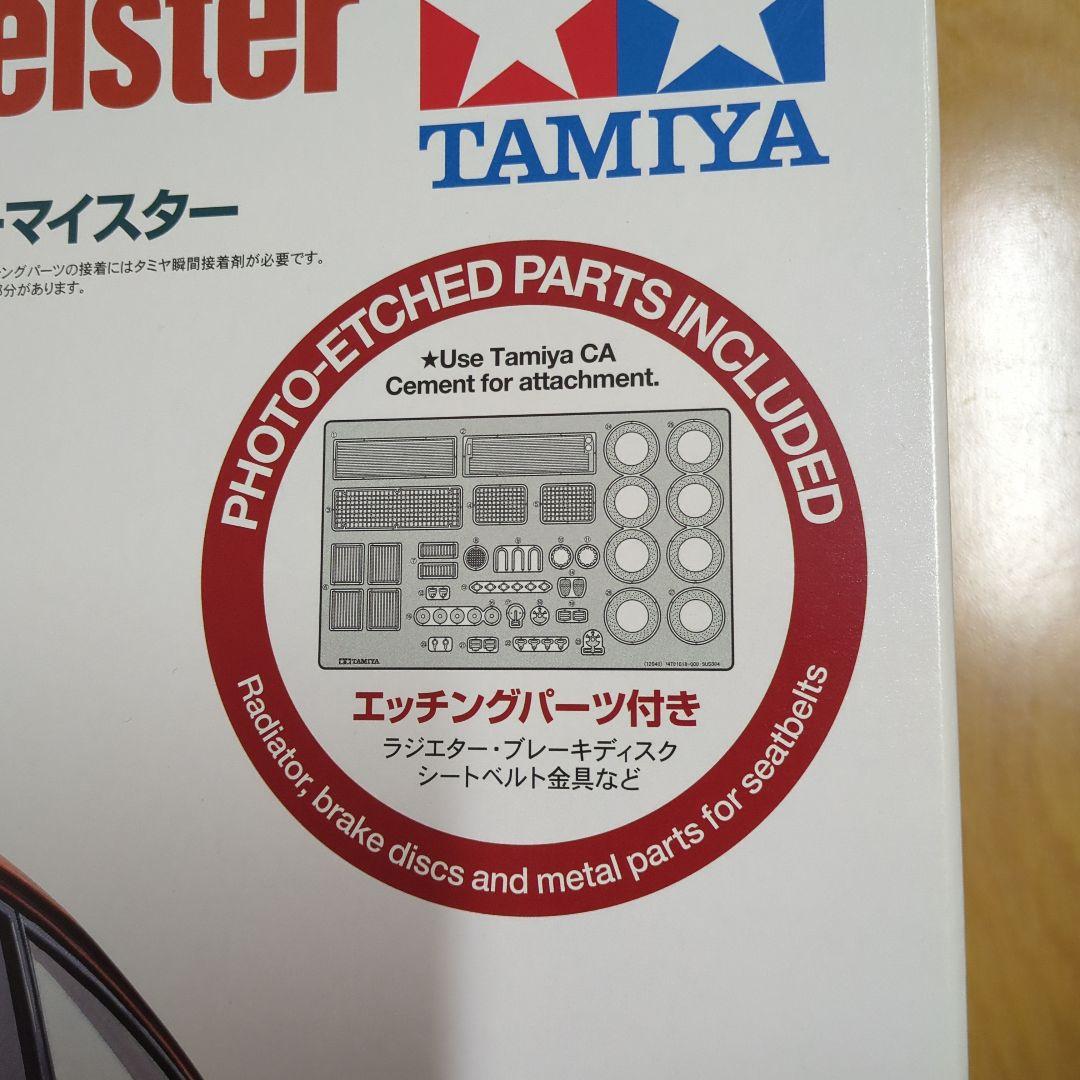 eister
TAMIYA
ーマイスター
チングパーツの接着にはタミヤ瞬間接着剤が必要です。
部分があります。
PHOTO-ETCHED PARTS INCLUDED
★Use Tamiya CA
Cement for attachment.
TAMIYA
エッチングパーツ付き
ラジエター・ブレーキディスク
シートベルト金具など
Radiator, brake discs and metal parts for seatbelts